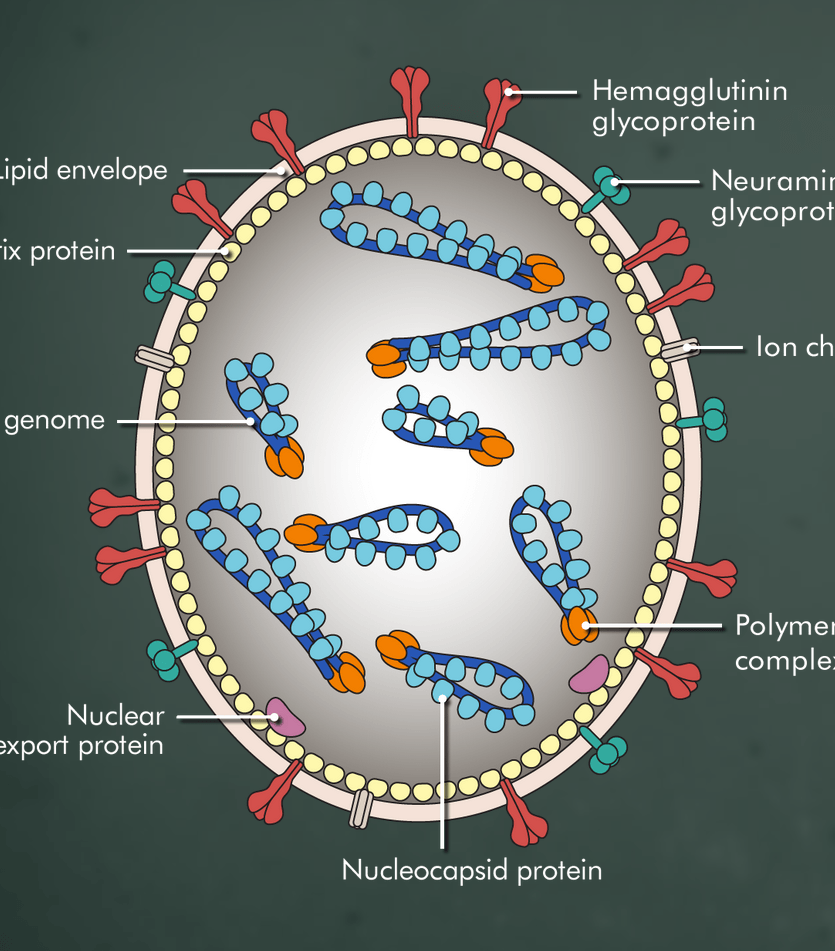 Hemagglutinin
glycoprotein
Lipid envelope
Neuramin
glycoprot
rix protein
Ion ch
genome
Polymer
complex
Nuclear
export protein
Nucleocapsid protein